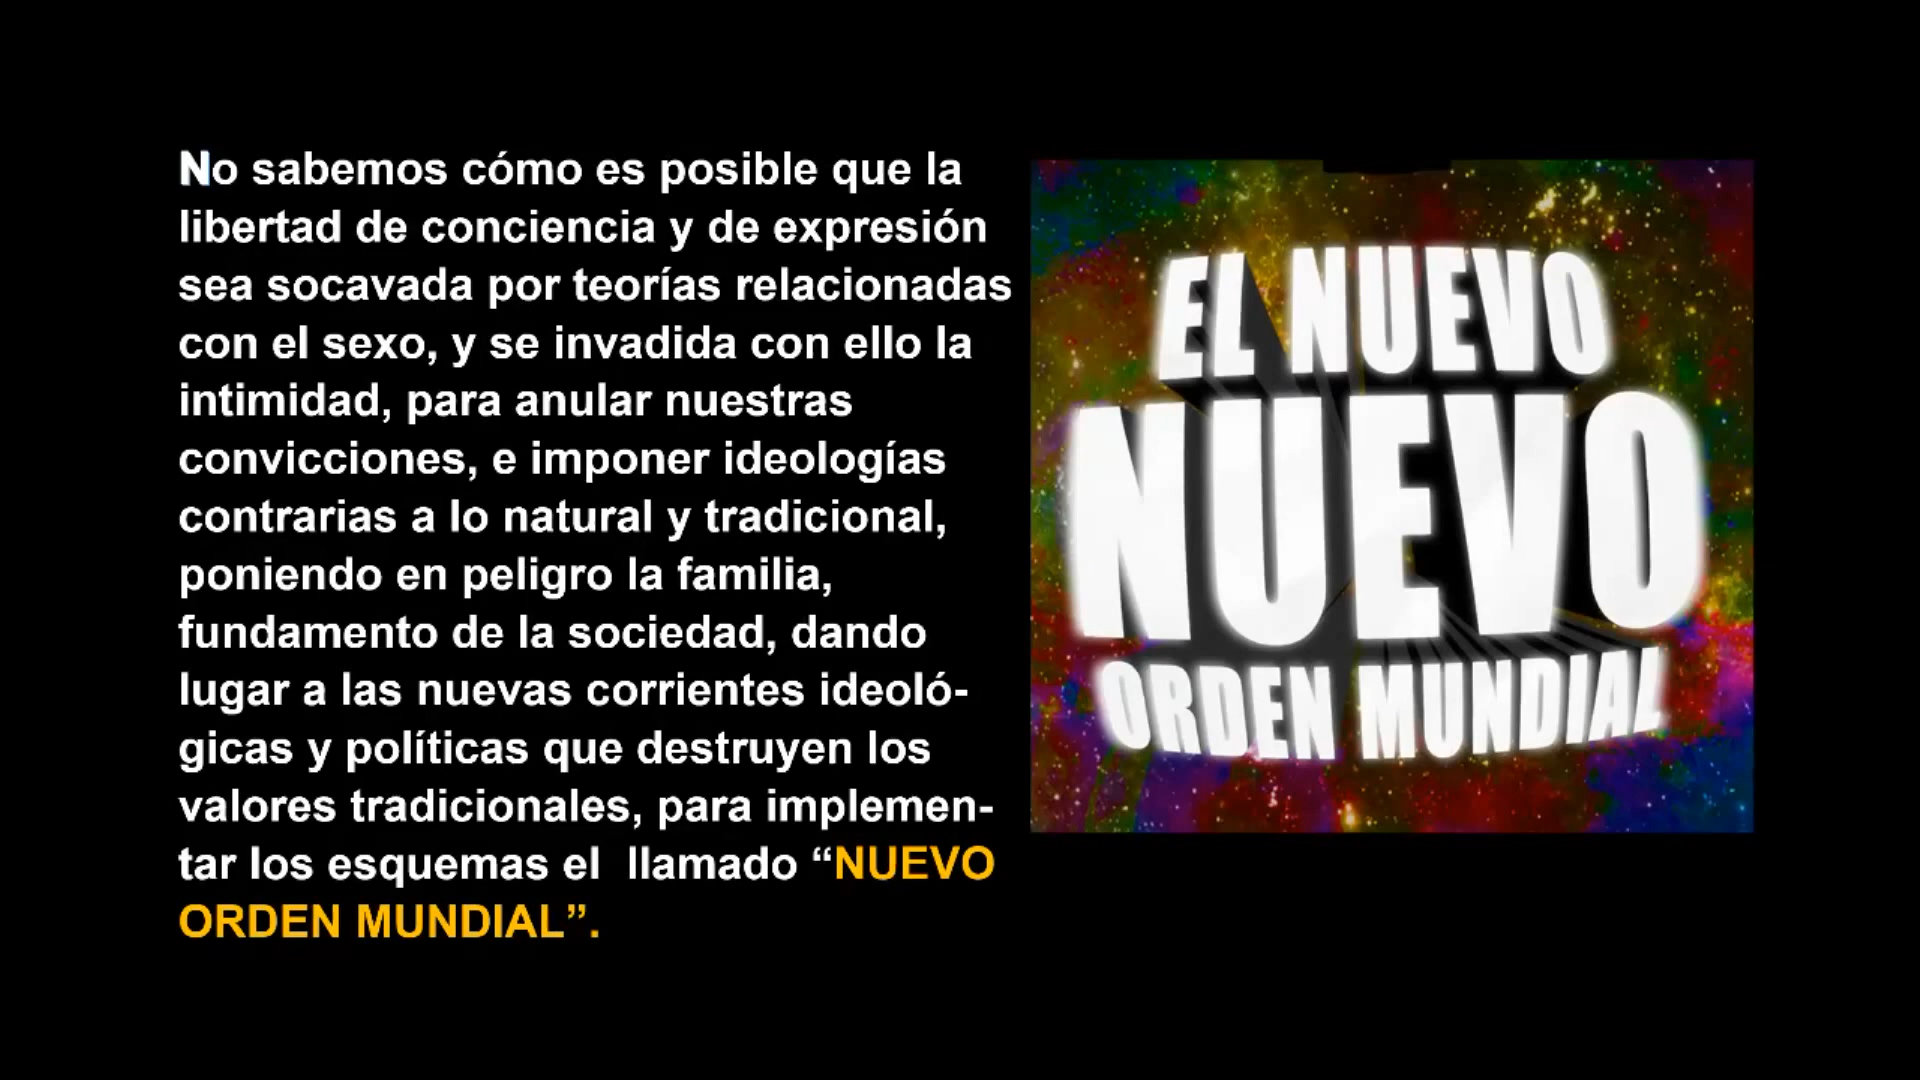 No sabemos cómo es posible que la
libertad de conciencia y de expresión
sea socavada por teorías relacionadas
con el sexo, y se invadida con ello la
intimidad, para anular nuestras
convicciones, e imponer ideologías
contrarias a lo natural y tradicional,
poniendo en peligro la familia,
fundamento de la sociedad, dando
lugar a las nuevas corrientes ideoló-
gicas y políticas que destruyen los
valores tradicionales, para implemen-
tar los esquemas el  llamado “NUEVO
ORDEN MUNDIAL”.
EL NUEVO
NUEVO
ORDEN MUNDIAL